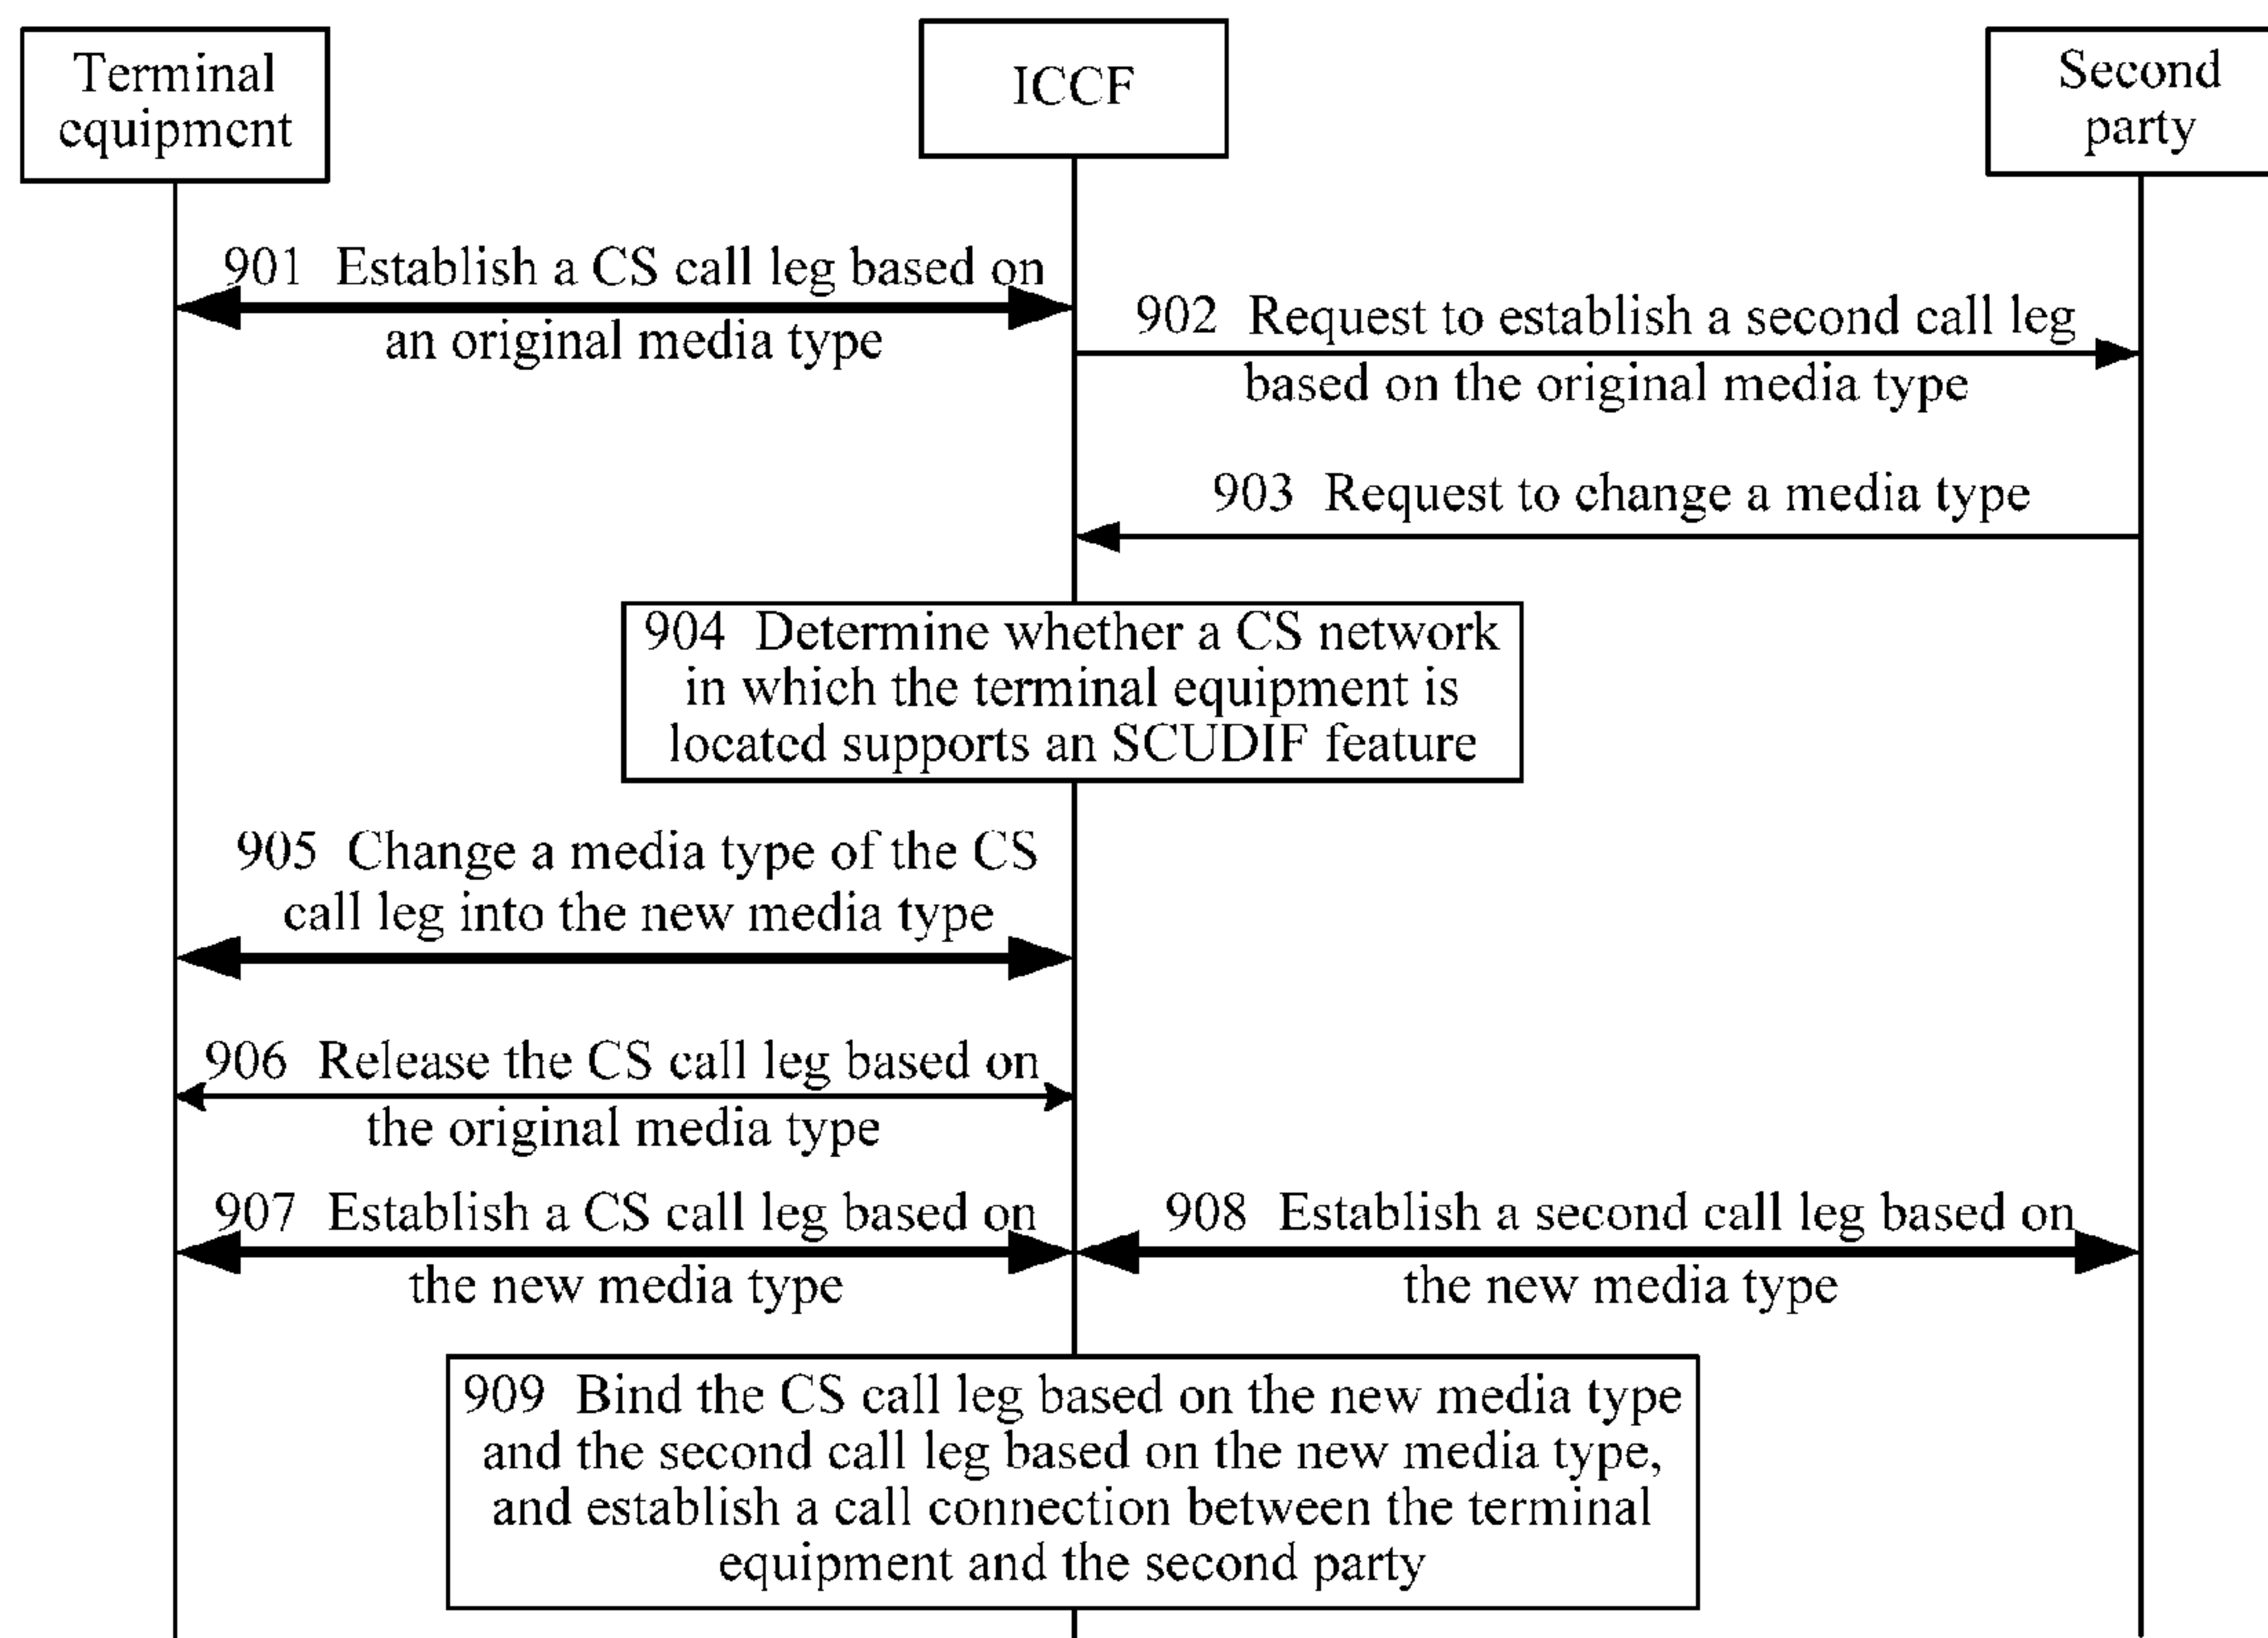 Terminal
equipment
ICCF
Second
party
901 Establish a CS call leg based on
an original media type
902 Request to establish a second call leg
based on the original media type
903 Request to change a media type
904 Determine whether a CS network
in which the terminal equipment is
located supports an SCUDIF feature
905 Change a media type of the CS
call leg into the new media type
906 Release the CS call leg based on
the original media type
907 Establish a CS call leg based on
the new media type
908 Establish a second call leg based on
the new media type
909 Bind the CS call leg based on the new media type
and the second call leg based on the new media type,
and establish a call connection between the terminal
equipment and the second party